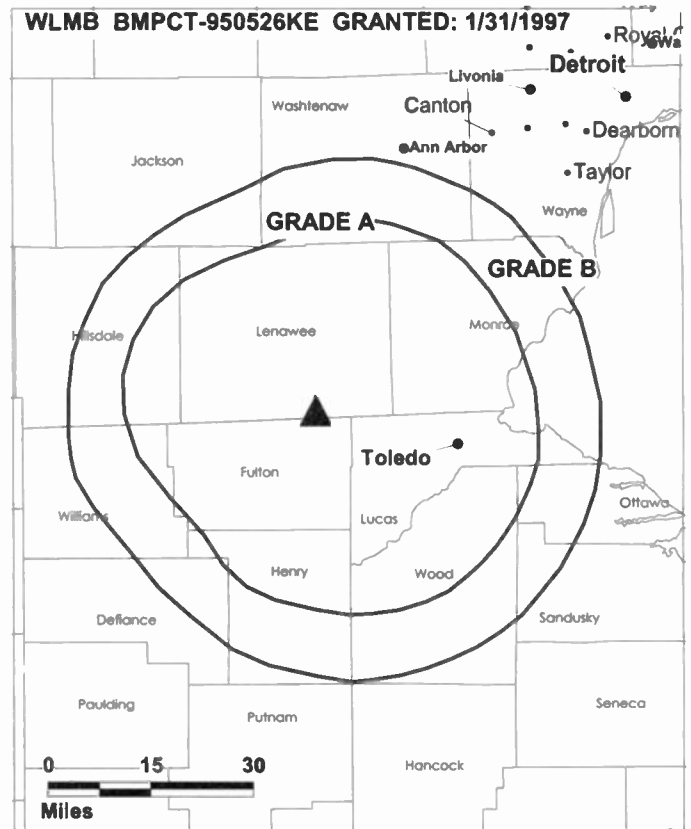 WLMB BMPCT-950526KE GRANTED: 1/31/1997
Royal
Wa
Detroit
Livonia
Washtenaw
Canton
Dearborn
Ann Arbor
Jackson
Taylor
Wayne
GRADE A
GRADE B
Hillsdale
Lenawee
Monroe
Toledo
Fulton
Ottawa
Williams
Lucas
Henry
Wood
Defiance
Sandusky
Paulding
Putnam
Seneca
Hancock
0 15 30
Miles